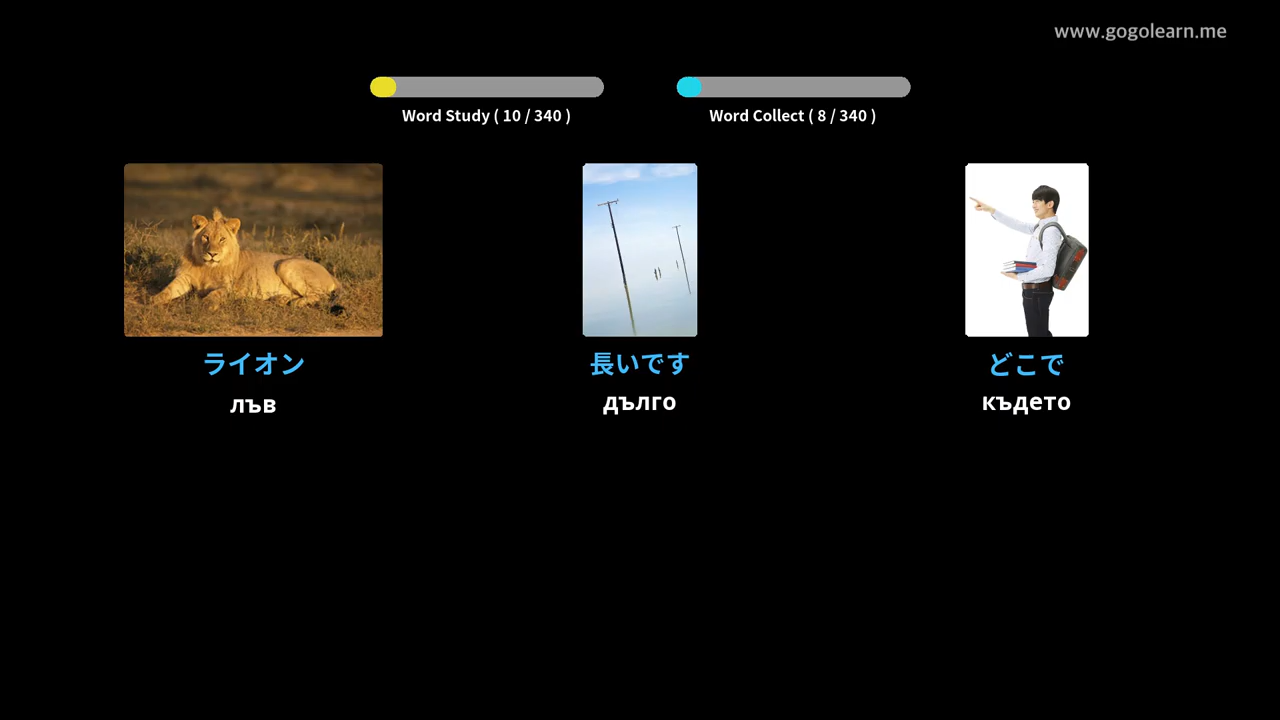 www.gogolearn.me
Word Study ( 10 / 340 )
Word Collect ( 8 / 340 )
ライオン
лъв
長いです
дълго
どこで
където